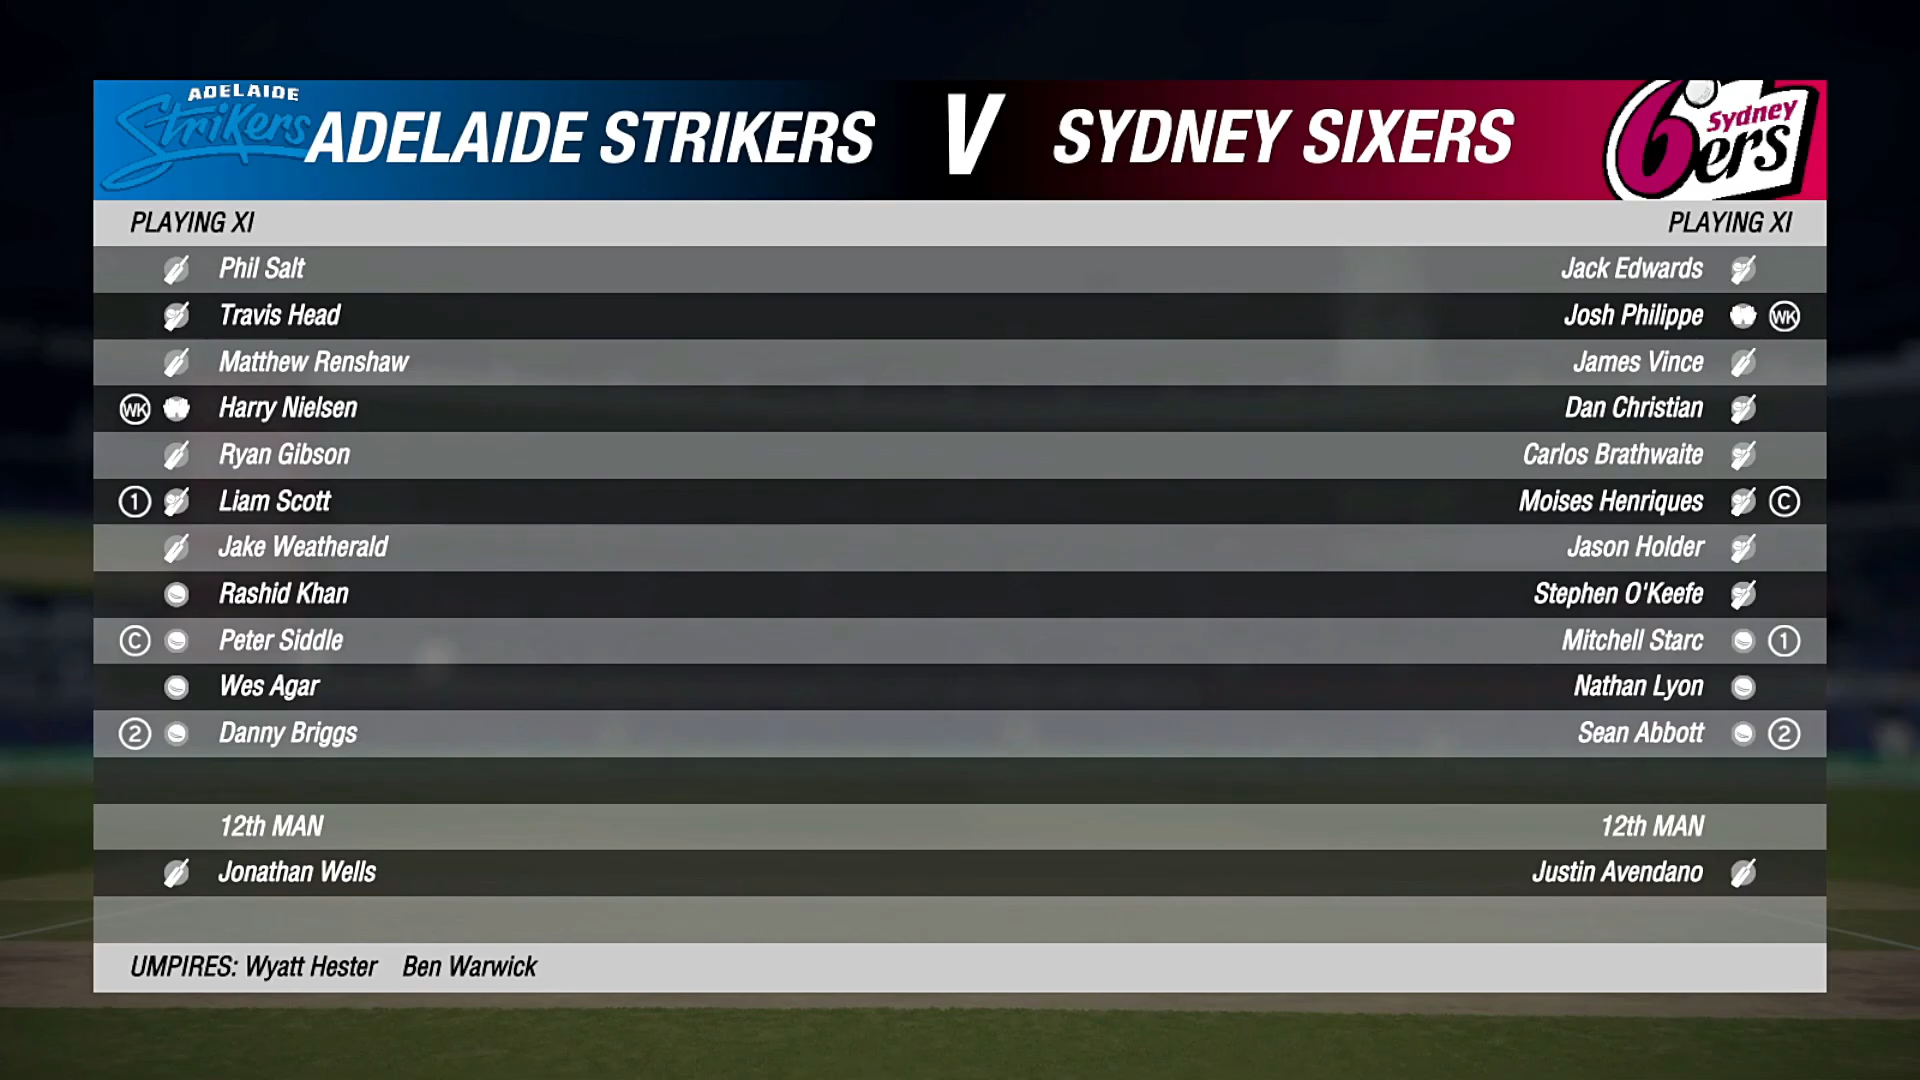 ADELAIDE Strikers ADELAIDE STRIKERS V SYDNEY SIXERS Sydney 6ers
PLAYING XI PLAYING XI
Phil Salt Jack Edwards
Travis Head Josh Philippe WK
Matthew Renshaw James Vince
WK Harry Nielsen Dan Christian
Ryan Gibson Carlos Brathwaite
1 Liam Scott Moises Henriques C
Jake Weatherald Jason Holder
Rashid Khan Stephen O'Keefe
C Peter Siddle Mitchell Starc 1
Wes Agar Nathan Lyon
2 Danny Briggs Sean Abbott 2
12th MAN 12th MAN
Jonathan Wells Justin Avendano
UMPIRES: Wyatt Hester Ben Warwick